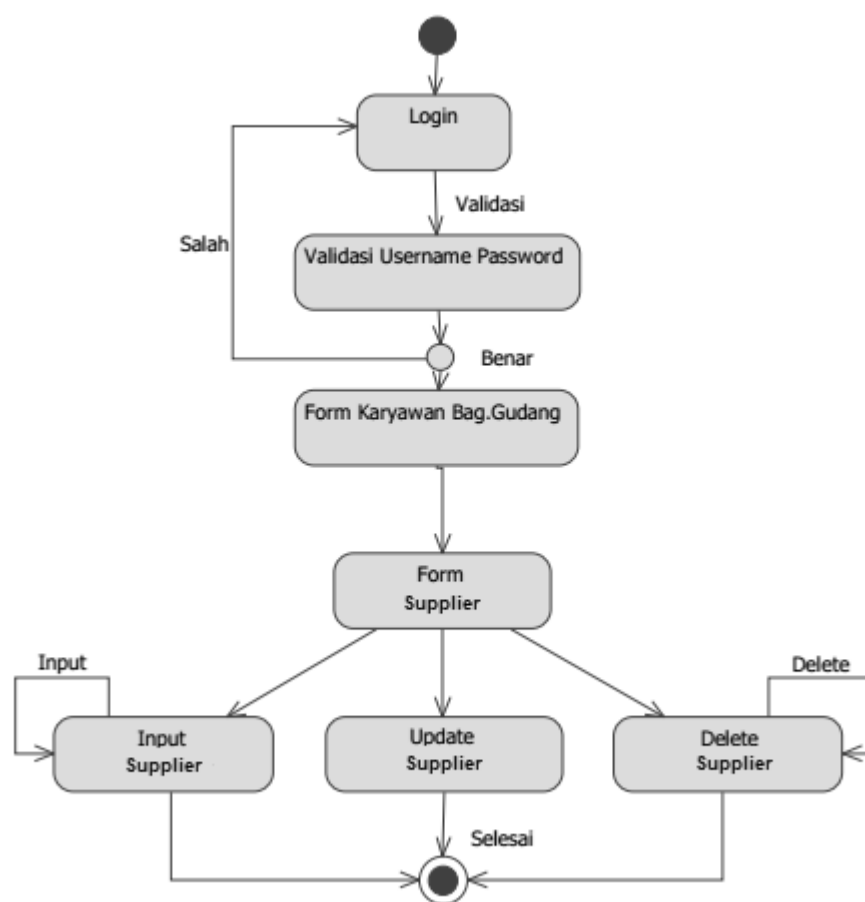 Login
Validasi
Salah
Validasi Username Password
Benar
Form Karyawan Bag.Gudang
Form
Supplier
Input
Delete
Input
Supplier
Update
Supplier
Delete
Supplier
Selesai